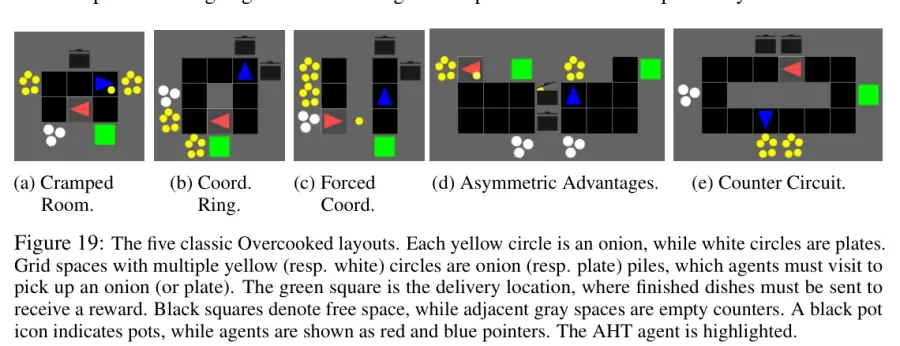 (a) Cramped Room.
(b) Coord. Ring.
(c) Forced Coord.
(d) Asymmetric Advantages.
(e) Counter Circuit.
Figure 19: The five classic Overcooked layouts. Each yellow circle is an onion, while white circles are plates.
Grid spaces with multiple yellow (resp. white) circles are onion (resp. plate) piles, which agents must visit to
pick up an onion (or plate). The green square is the delivery location, where finished dishes must be sent to
receive a reward. Black squares denote free space, while adjacent gray spaces are empty counters. A black pot
icon indicates pots, while agents are shown as red and blue pointers. The AHT agent is highlighted.